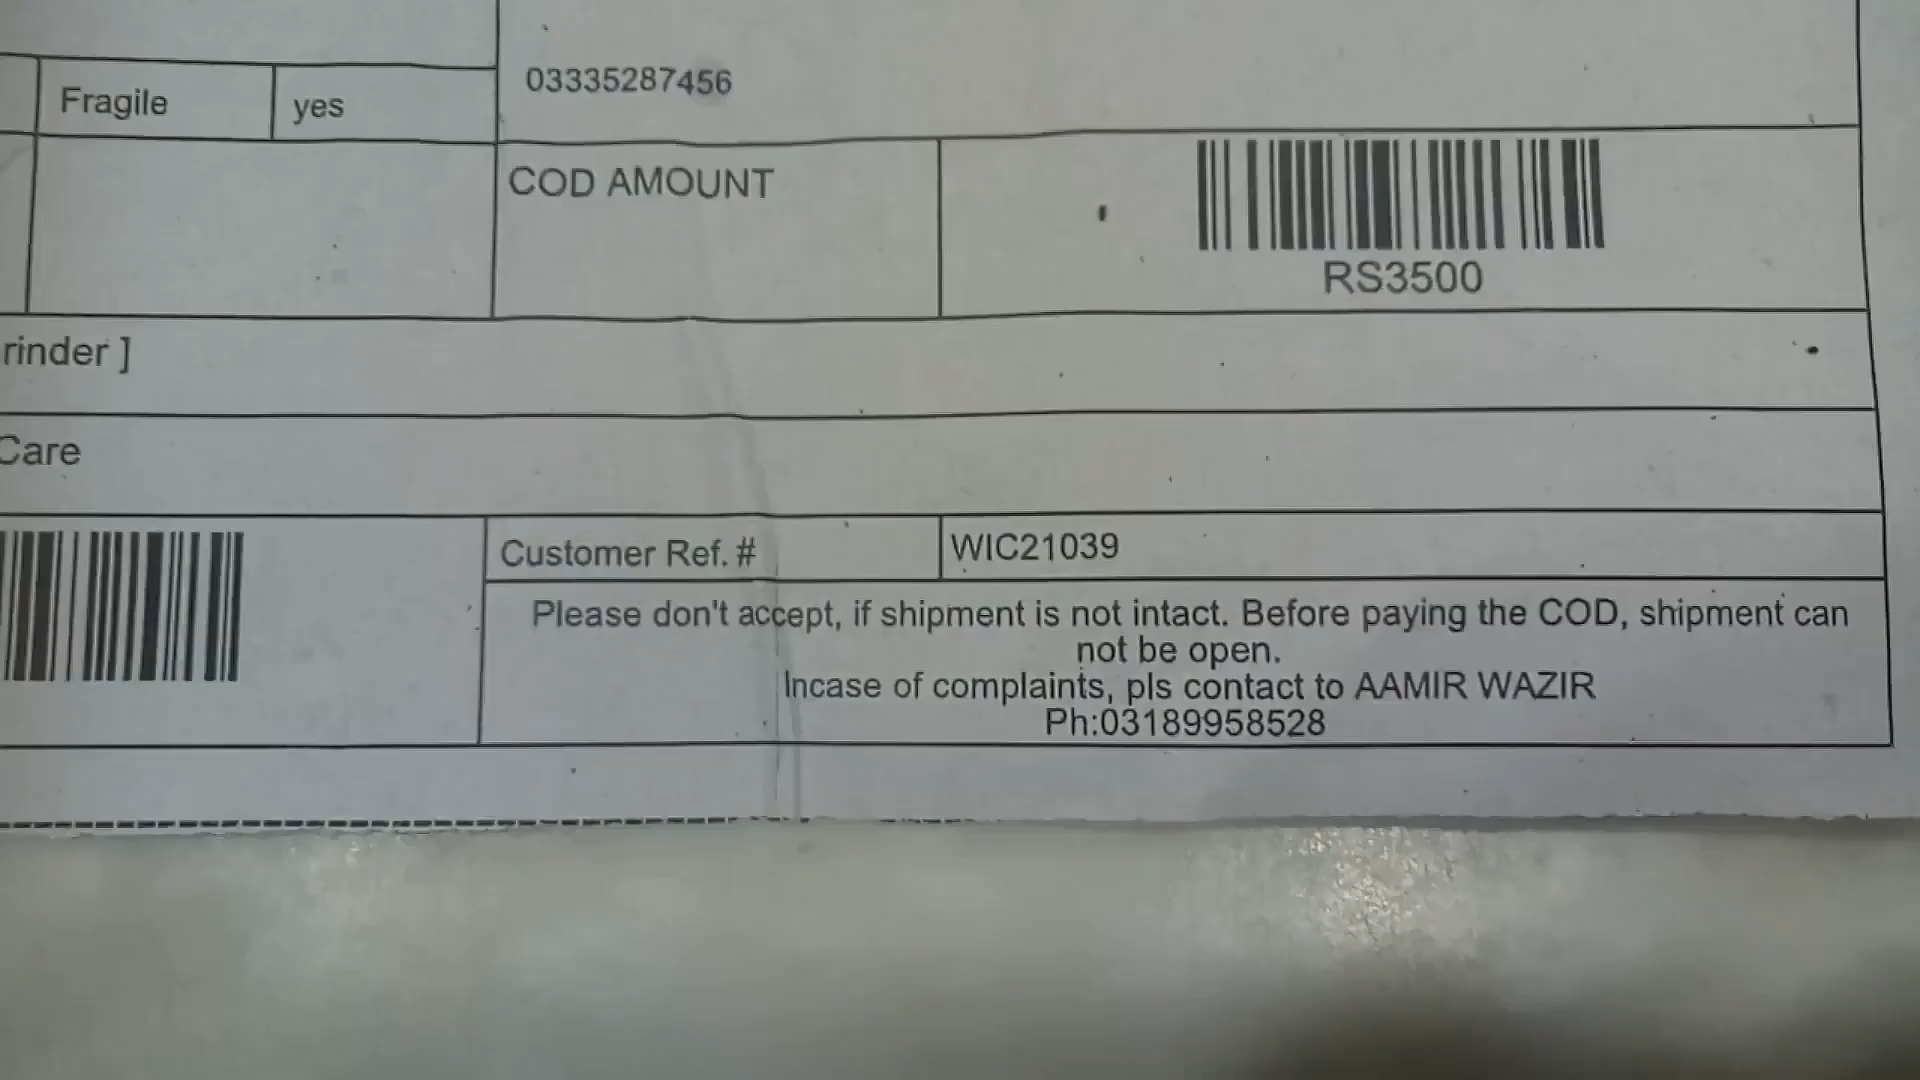 03335287456
Fragile yes
COD AMOUNT
RS3500
rinder ]
Care
Customer Ref. # WIC21039
Please don't accept, if shipment is not intact. Before paying the COD, shipment can
not be open.
Incase of complaints, pls contact to AAMIR WAZIR
Ph:03189958528